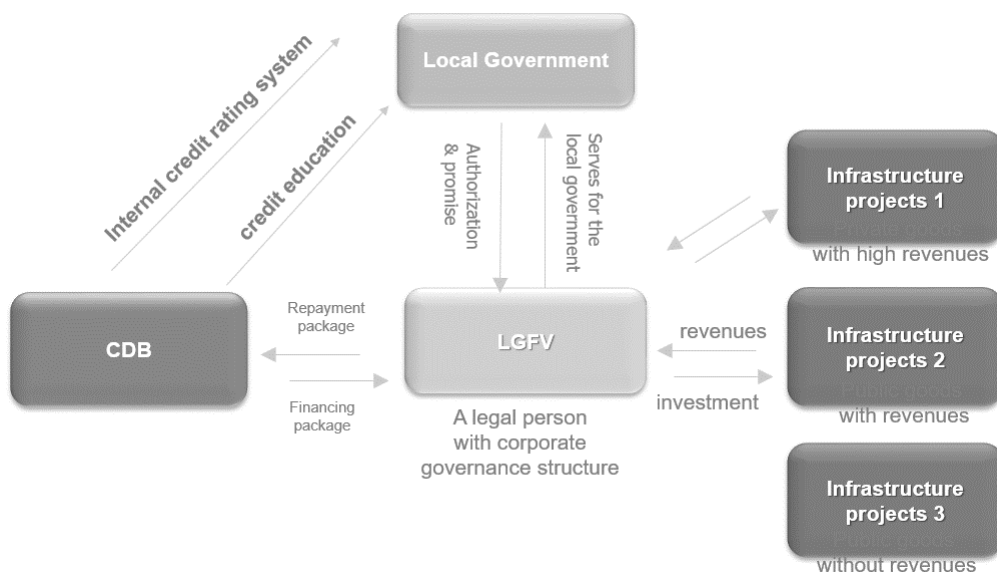 Local Government
Internal credit rating system
credit education
Authorization
& promise
Serves for the
local government
Infrastructure
projects 1
Private goods
with high revenues
CDB
Repayment
package
Financing
package
LGFV
A legal person
with corporate
governance structure
revenues
investment
Infrastructure
projects 2
Public goods
with revenues
Infrastructure
projects 3
Public goods
without revenues